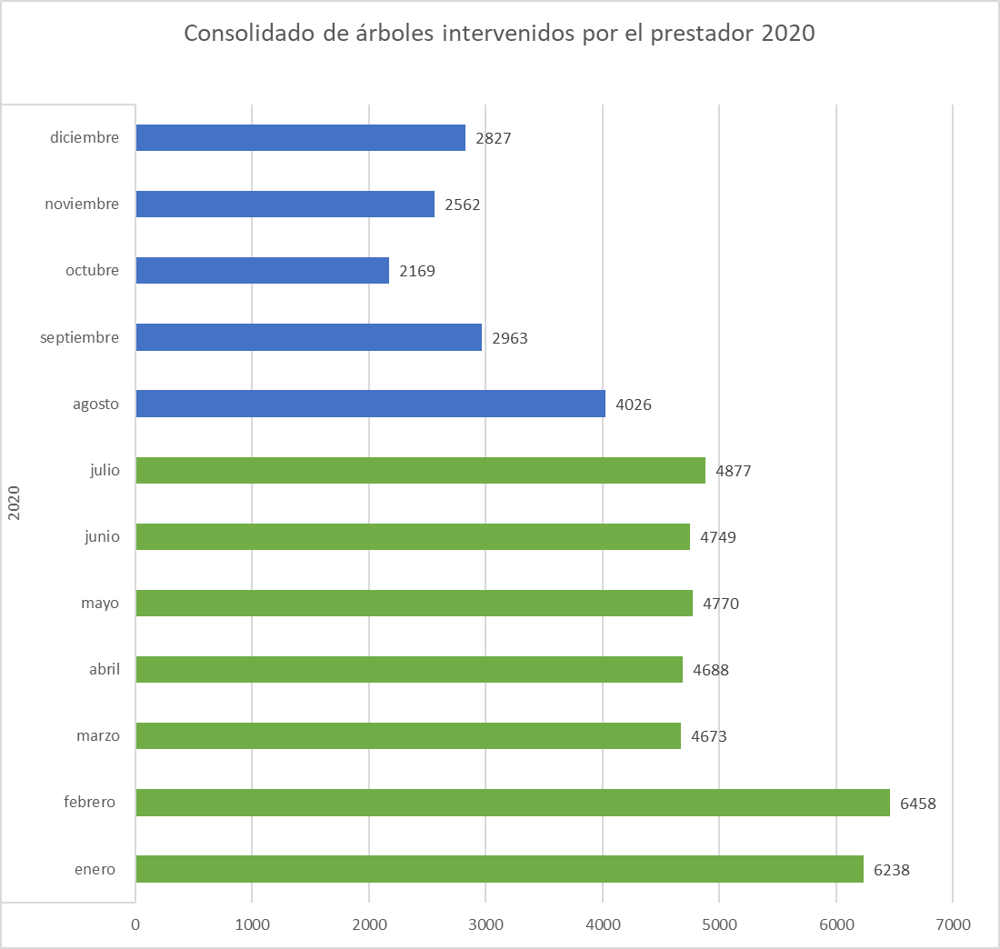 Consolidado de árboles intervenidos por el prestador 2020
diciembre 2827
noviembre 2562
octubre 2169
septiembre 2963
agosto 4026
julio 4877
2020
junio 4749
mayo 4770
abril 4688
marzo 4673
febrero 6458
enero 6238
0 1000 2000 3000 4000 5000 6000 7000